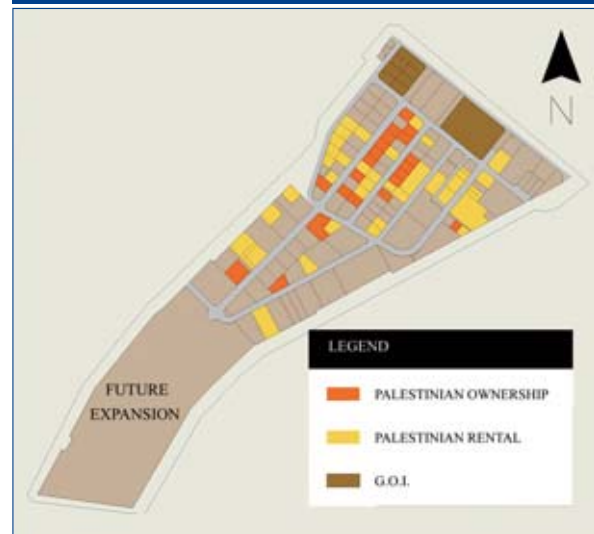 N
FUTURE
EXPANSION
LEGEND
PALESTINIAN OWNERSHIP
PALESTINIAN RENTAL
G.O.I.